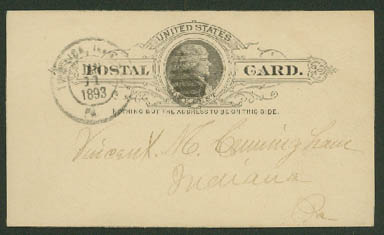 UNITED STATES
POSTAL CARD.
11
1893
PA
NOTHING BUT THE ADDRESS TO BE ON THIS SIDE.
Vincent M. Cunningham
Indiana
Pa